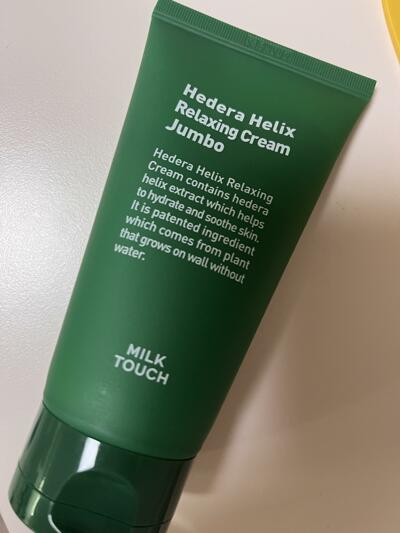 Hedera Helix
Relaxing Cream
Jumbo
Hedera Helix Relaxing
Cream contains hedera
helix extract which helps
to hydrate and soothe skin.
It is patented ingredient
which comes from plant
that grows on wall without
water.
MILK
TOUCH